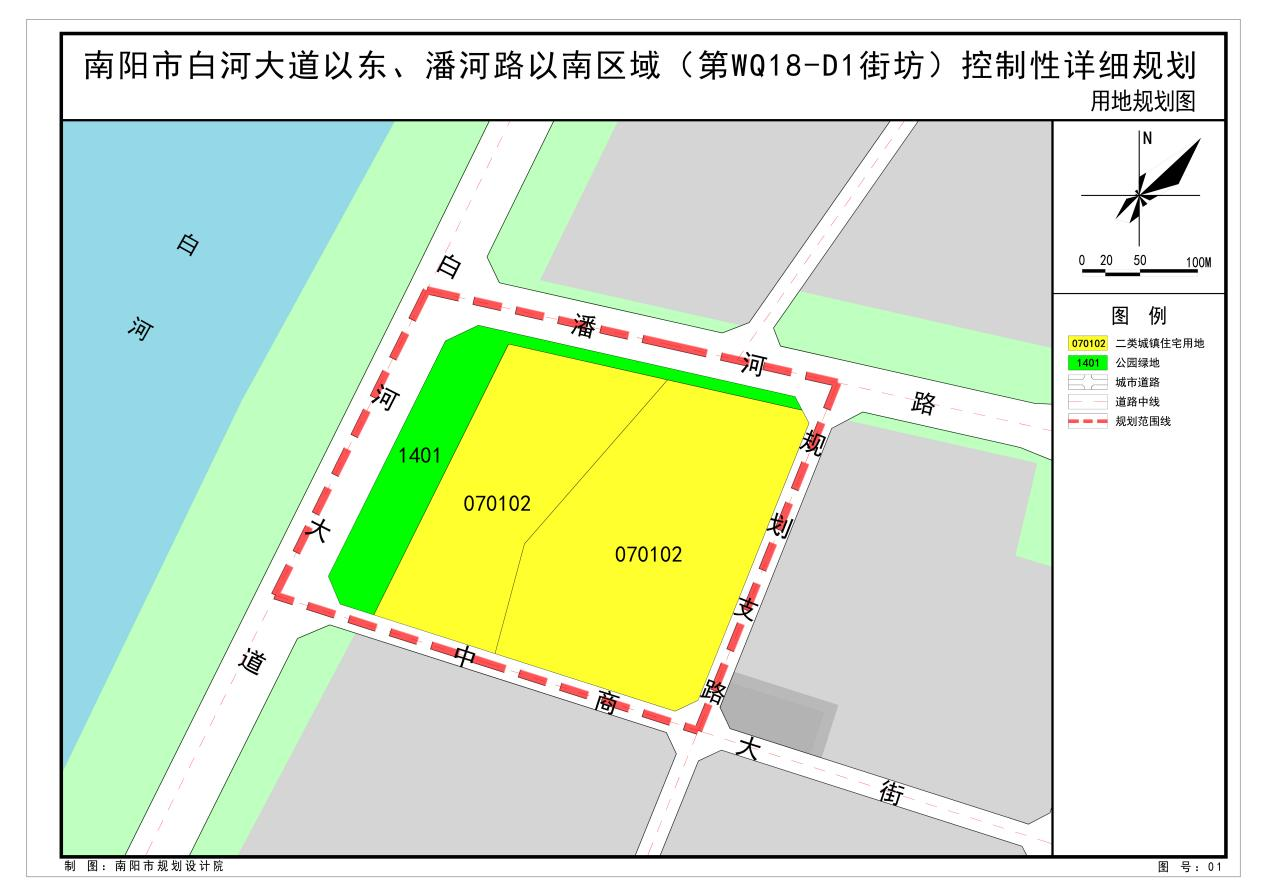 南阳市白河大道以东、潘河路以南区域（第WQ18-D1街坊）控制性详细规划
用地规划图
N
0 20 50 100M
图 例
070102 二类城镇住宅用地
1401 公园绿地
城市道路
道路中线
规划范围线
白河
白河大道
潘河路
规划支路
中商大街
1401
070102
070102
制 图：南阳市规划设计院
图 号：01